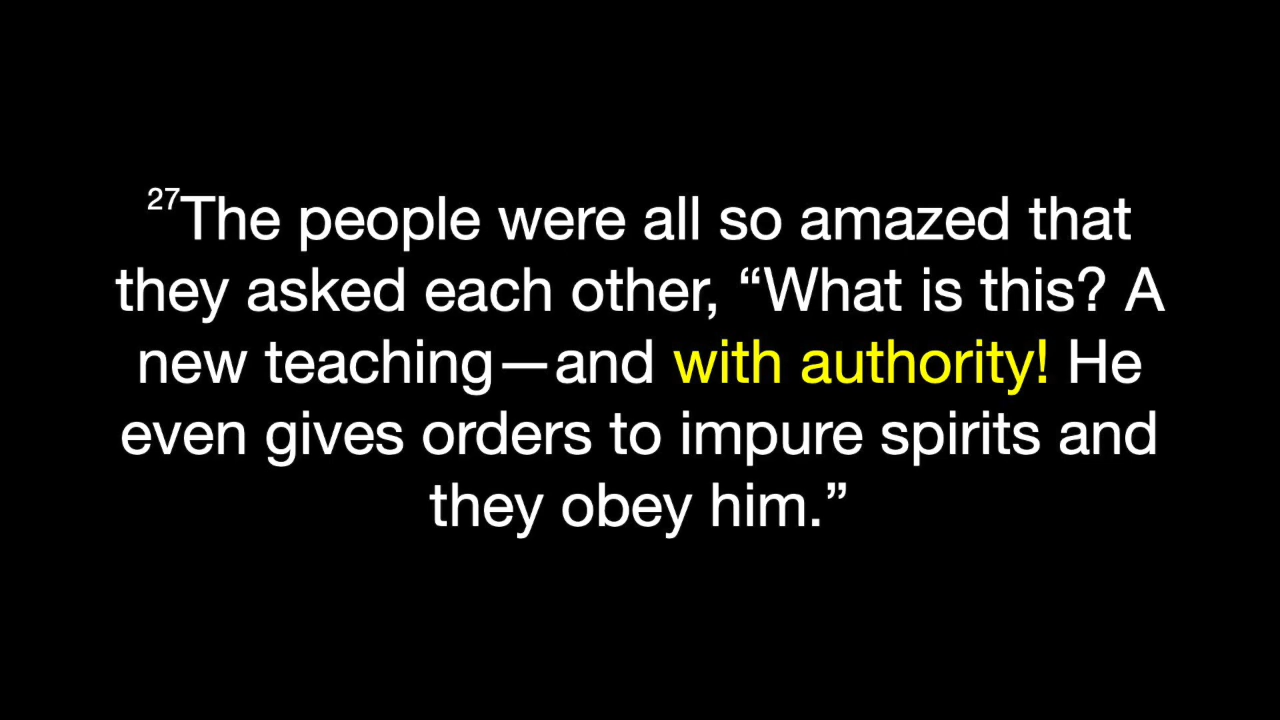 27The people were all so amazed that
they asked each other, “What is this? A
new teaching—and with authority! He
even gives orders to impure spirits and
they obey him.”